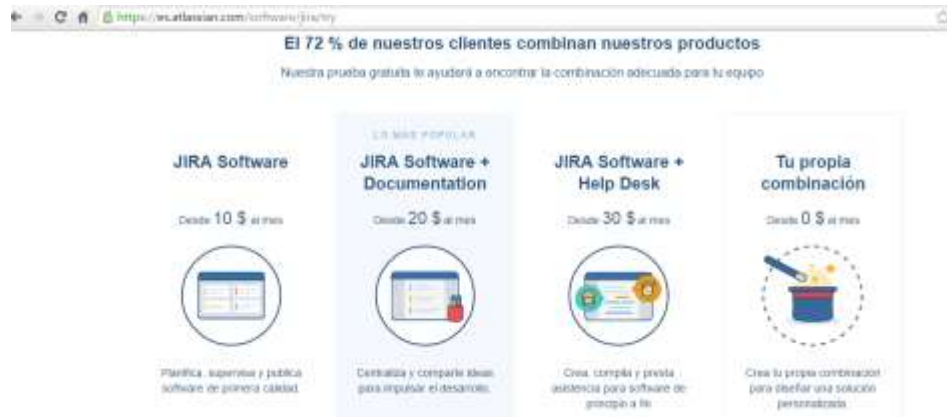 https://es.atlassian.com/software/jira/try
El 72 % de nuestros clientes combinan nuestros productos
Nuestra prueba gratuita te ayudará a encontrar la combinación adecuada para tu equipo
LO MÁS POPULAR
JIRA Software
JIRA Software +
Documentation
JIRA Software +
Help Desk
Tu propia
combinación
Desde 10 $ al mes
Desde 20 $ al mes
Desde 30 $ al mes
Desde 0 $ al mes
Planifica, supervisa y publica
software de primera calidad.
Centraliza y comparte ideas
para impulsar el desarrollo.
Crea, compila y presta
asistencia para software de
principio a fin
Crea tu propia combinación
para diseñar una solución
personalizada